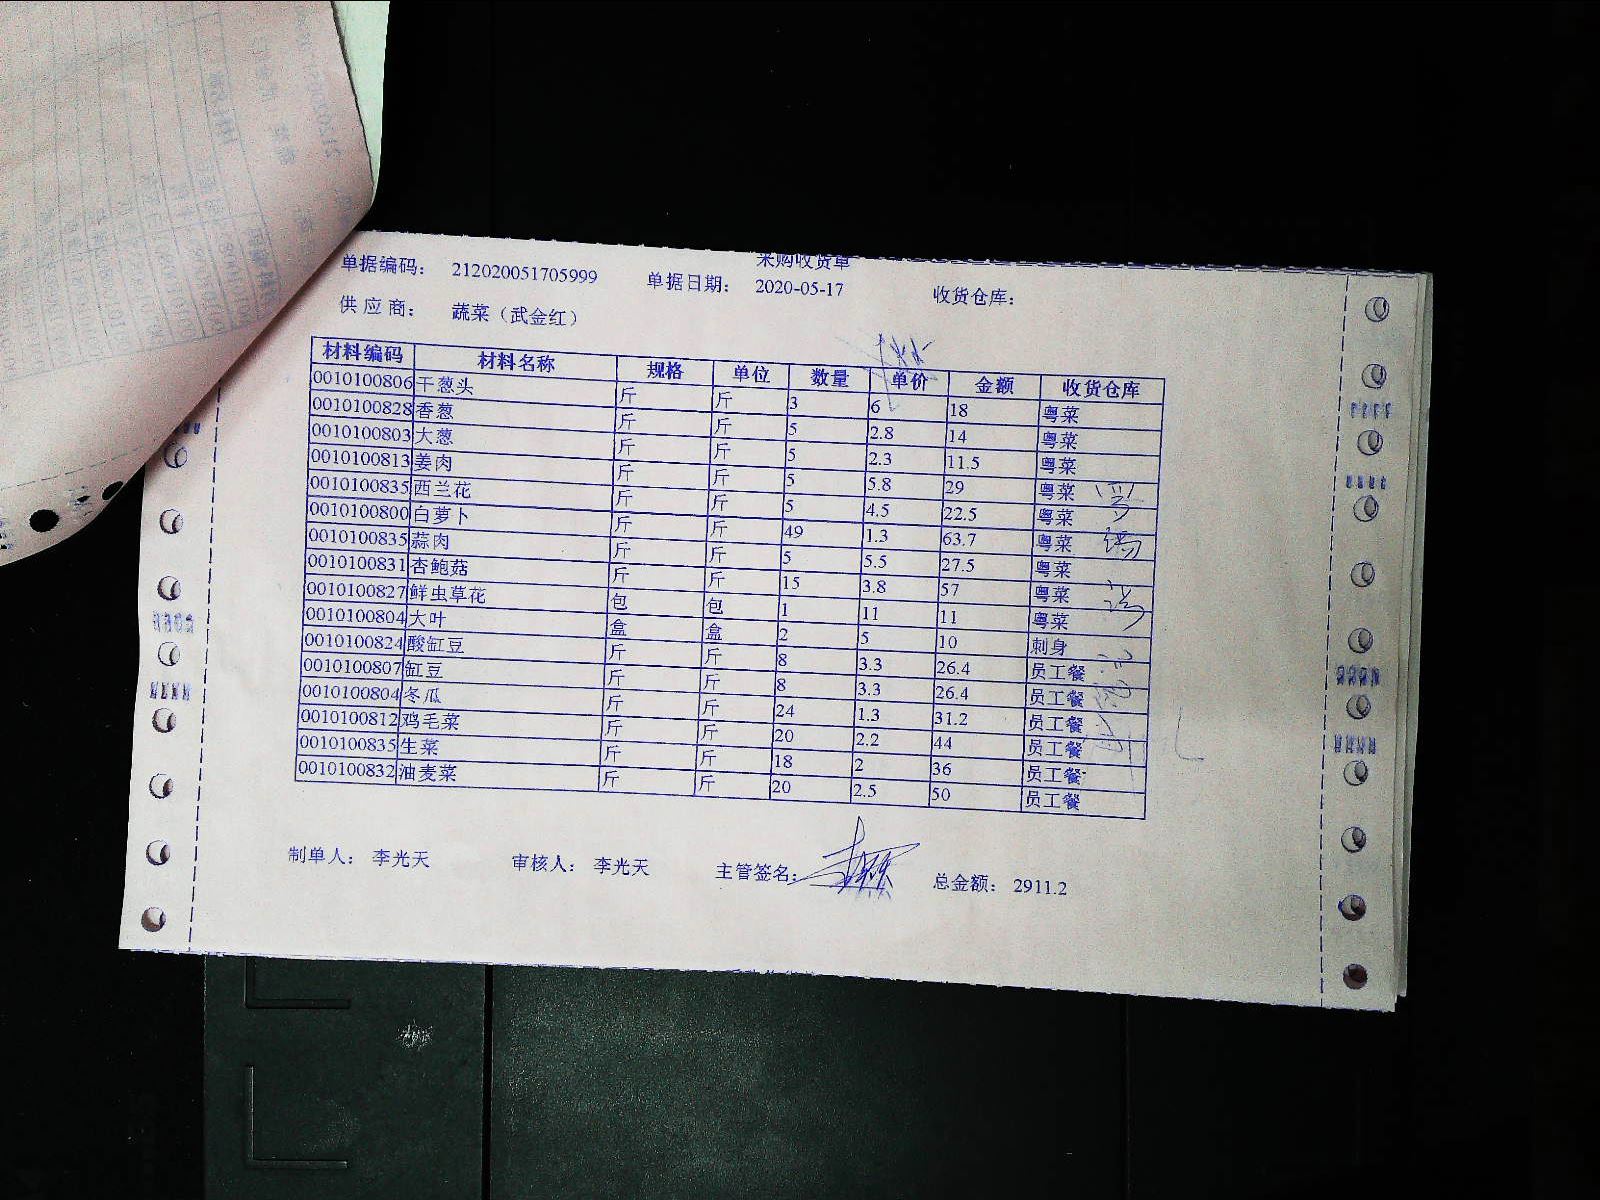 采购收货单
单据编码： 212020051705999 单据日期： 2020-05-17 收货仓库：
供应商： 蔬菜（武金红）
材料编码 材料名称 规格 单位 数量 单价 金额 收货仓库
0010100806 干葱头 斤 斤 3 6 18 粤菜
0010100828 香葱 斤 斤 5 2.8 14 粤菜
0010100803 大葱 斤 斤 5 2.3 11.5 粤菜
0010100813 姜肉 斤 斤 5 5.8 29 粤菜
0010100835 西兰花 斤 斤 5 4.5 22.5 粤菜
0010100800 白萝卜 斤 斤 49 1.3 63.7 粤菜
0010100835 蒜肉 斤 斤 5 5.5 27.5 粤菜
0010100831 杏鲍菇 斤 斤 15 3.8 57 粤菜
0010100827 鲜虫草花 包 包 1 11 11 粤菜
0010100804 大叶 盒 盒 2 5 10 刺身
0010100824 酸缸豆 斤 斤 8 3.3 26.4 员工餐
0010100807 缸豆 斤 斤 8 3.3 26.4 员工餐
0010100804 冬瓜 斤 斤 24 1.3 31.2 员工餐
0010100812 鸡毛菜 斤 斤 20 2.2 44 员工餐
0010100835 生菜 斤 斤 18 2 36 员工餐
0010100832 油麦菜 斤 斤 20 2.5 50 员工餐
制单人： 李光天 审核人： 李光天 主管签名： 总金额： 2911.2